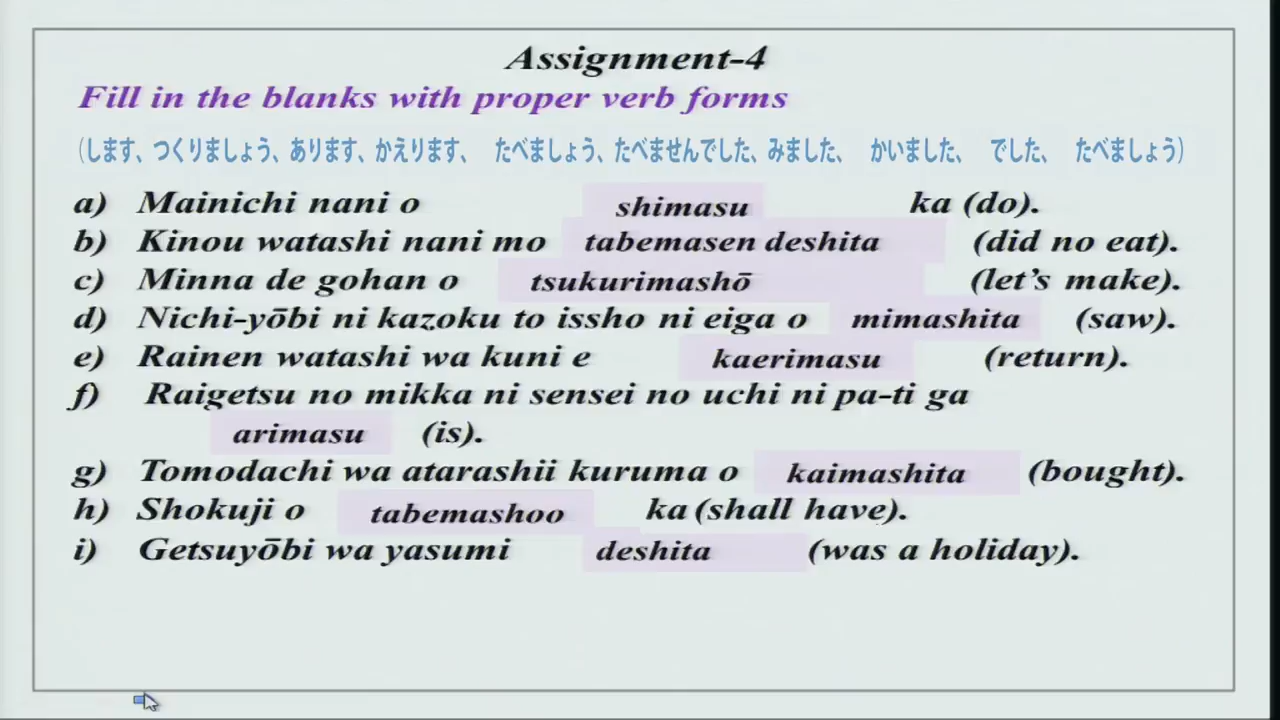 Assignment-4
Fill in the blanks with proper verb forms
(します、つくりましょう、あります、かえります、 たべましょう、たべませんでした、みました、 かいました、 でした、 たべましょう)
a) Mainichi nani o shimasu ka (do).
b) Kinou watashi nani mo tabemasen deshita (did no eat).
c) Minna de gohan o tsukurimashō (let's make).
d) Nichi-yōbi ni kazoku to issho ni eiga o mimashita (saw).
e) Rainen watashi wa kuni e kaerimasu (return).
f) Raigetsu no mikka ni sensei no uchi ni pa-ti ga
arimasu (is).
g) Tomodachi wa atarashii kuruma o kaimashita (bought).
h) Shokuji o tabemashoo ka (shall have).
i) Getsuyōbi wa yasumi deshita (was a holiday).